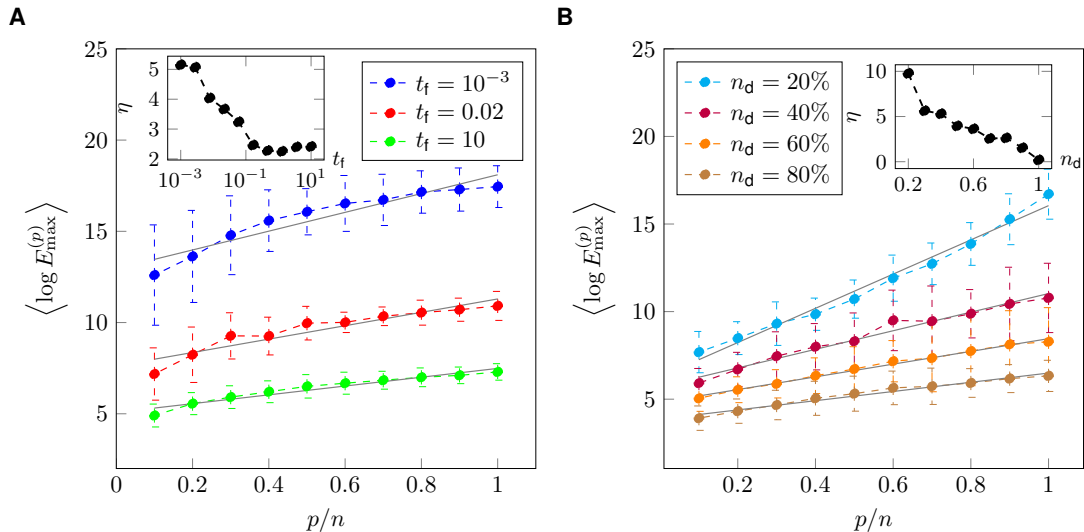 A
25
20
15
10
5
0
0.2
0.4
0.6
0.8
1
p/n
⟨log E_max^(p)⟩
t_f = 10^−3
t_f = 0.02
t_f = 10
5
4
3
2
η
10^−3
10^−1
10^1
t_f
B
25
20
15
10
5
0.2
0.4
0.6
0.8
1
p/n
⟨log E_max^(p)⟩
n_d = 20%
n_d = 40%
n_d = 60%
n_d = 80%
10
5
0
η
0.2
0.6
1
n_d